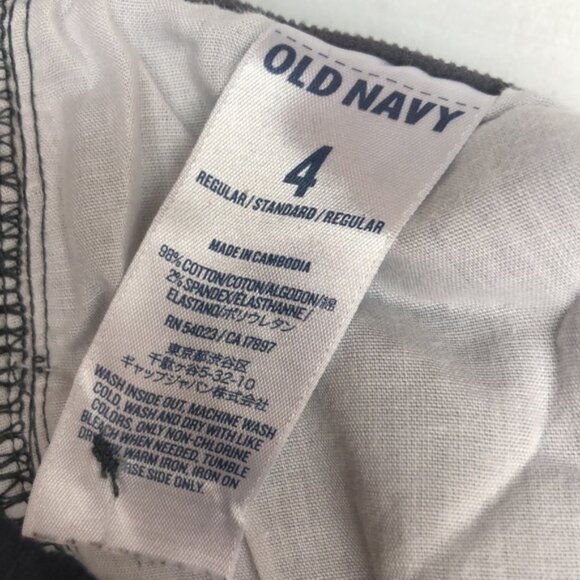 OLD NAVY
4
REGULAR/STANDARD/REGULAR
MADE IN CAMBODIA
98% COTTON/COTON/ALGODON/綿
2% SPANDEX/ELASTHANNE/
ELASTANO/ポリウレタン
RN 54023 / CA 17897
東京都渋谷区
千駄ヶ谷5-32-10
ギャップジャパン株式会社
WASH INSIDE OUT, MACHINE WASH
COLD, WASH AND DRY WITH LIKE
COLORS, ONLY NON-CHLORINE
BLEACH WHEN NEEDED, TUMBLE
WARM IRON, IRON ON
SIDE ONLY.